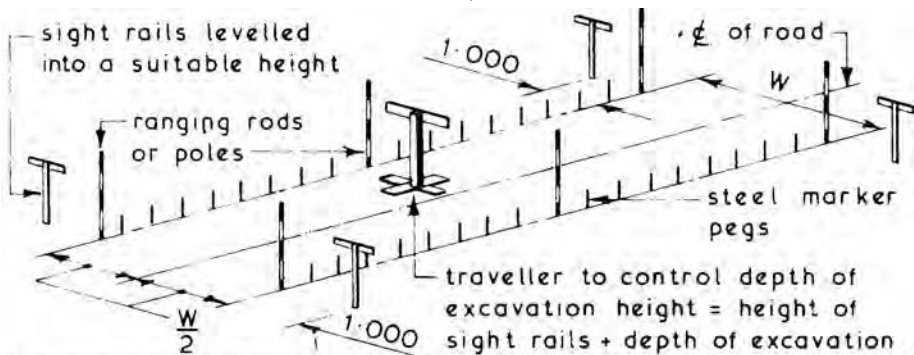 sight rails levelled
into a suitable height
1·000
℄ of road
W
ranging rods
or poles
steel marker
pegs
traveller to control depth of
excavation height = height of
sight rails + depth of excavation
W
2
1·000